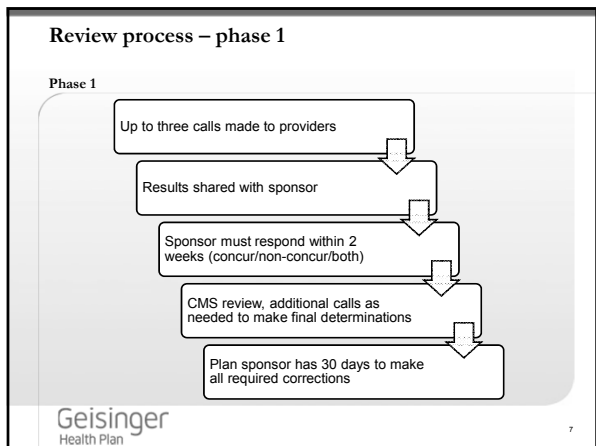 Review process – phase 1
Phase 1
Up to three calls made to providers
Results shared with sponsor
Sponsor must respond within 2
weeks (concur/non-concur/both)
CMS review, additional calls as
needed to make final determinations
Plan sponsor has 30 days to make
all required corrections
Geisinger
Health Plan
7